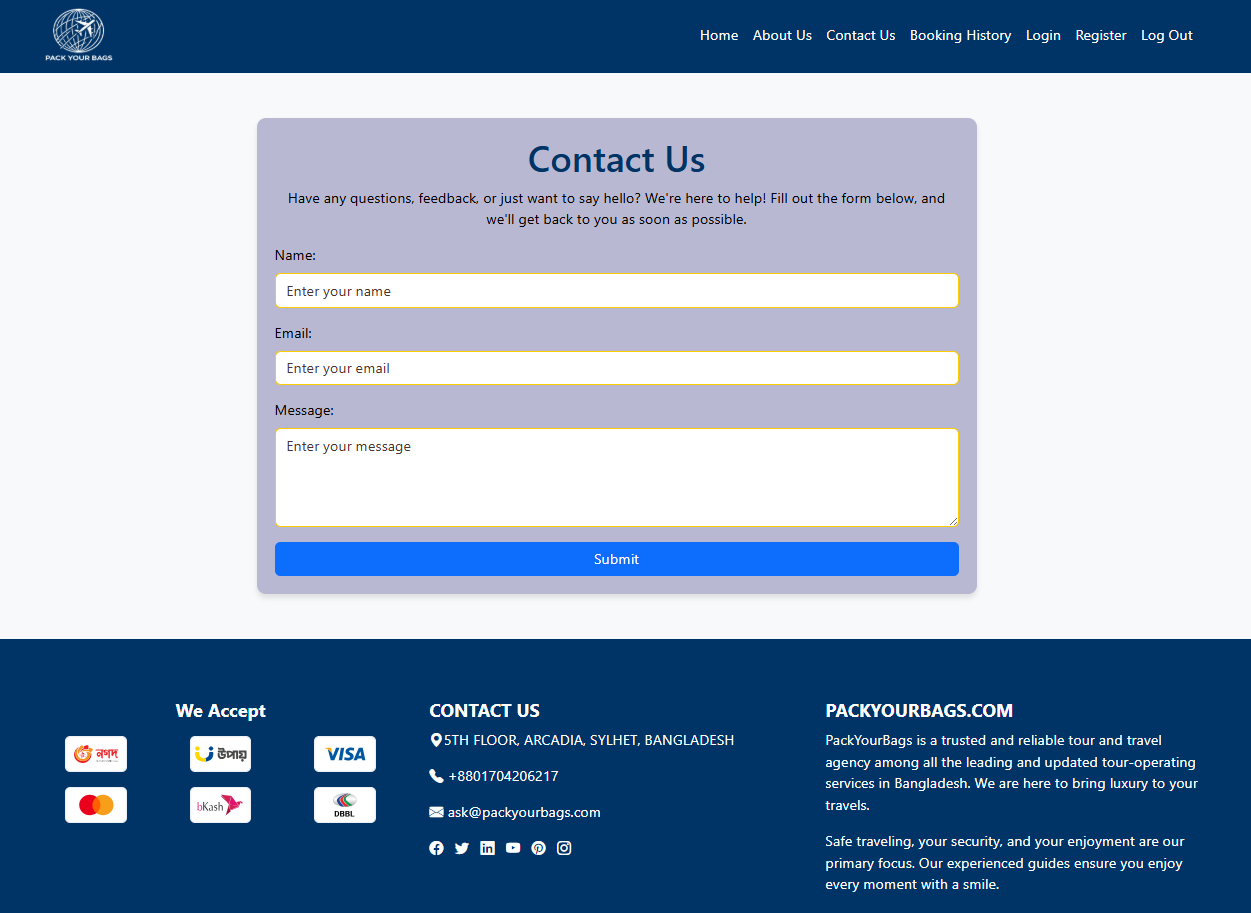 PACK YOUR BAGS
Home About Us Contact Us Booking History Login Register Log Out
Contact Us
Have any questions, feedback, or just want to say hello? We're here to help! Fill out the form below, and
we'll get back to you as soon as possible.
Name:
Enter your name
Email:
Enter your email
Message:
Enter your message
Submit
We Accept
নগদ
উপায়
VISA
bKash
DBBL
CONTACT US
5TH FLOOR, ARCADIA, SYLHET, BANGLADESH
+8801704206217
ask@packyourbags.com
PACKYOURBAGS.COM
PackYourBags is a trusted and reliable tour and travel
agency among all the leading and updated tour-operating
services in Bangladesh. We are here to bring luxury to your
travels.
Safe traveling, your security, and your enjoyment are our
primary focus. Our experienced guides ensure you enjoy
every moment with a smile.